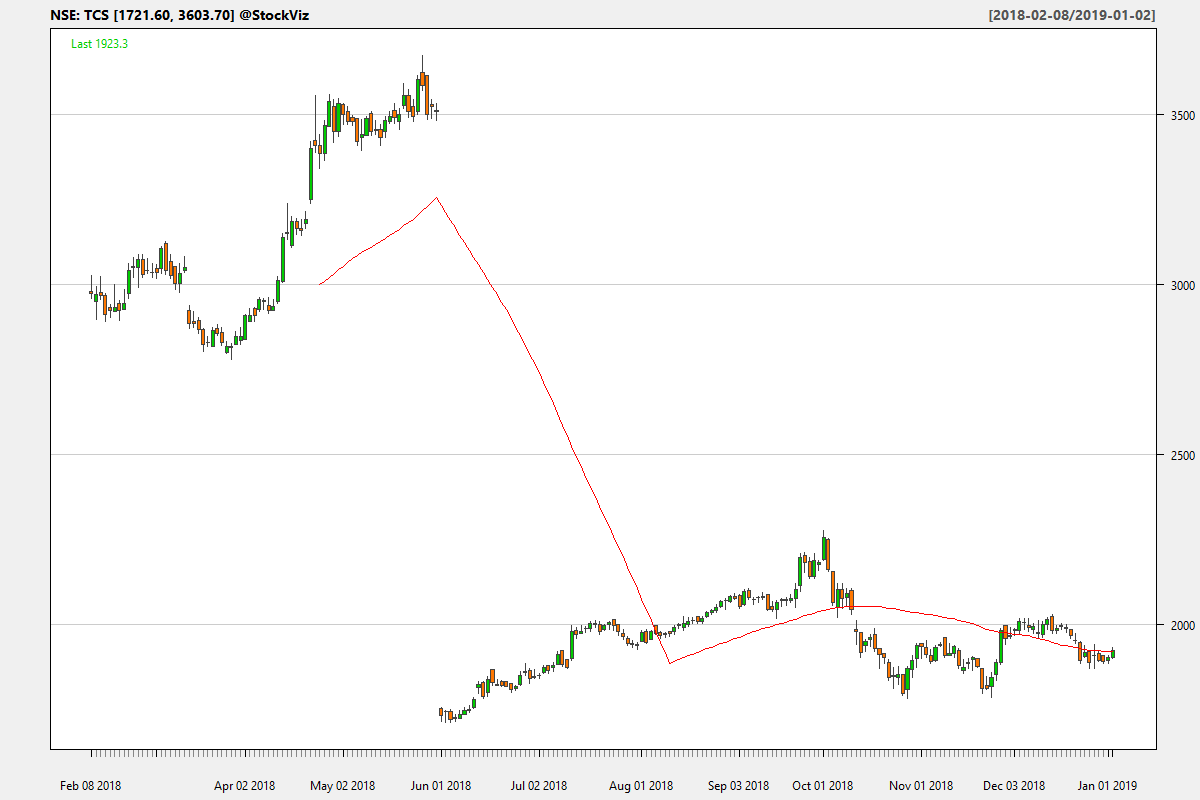 NSE: TCS [1721.60, 3603.70] @StockViz [2018-02-08/2019-01-02]
Last 1923.3
3500
3000
2500
2000
Feb 08 2018 Apr 02 2018 May 02 2018 Jun 01 2018 Jul 02 2018 Aug 01 2018 Sep 03 2018 Oct 01 2018 Nov 01 2018 Dec 03 2018 Jan 01 2019